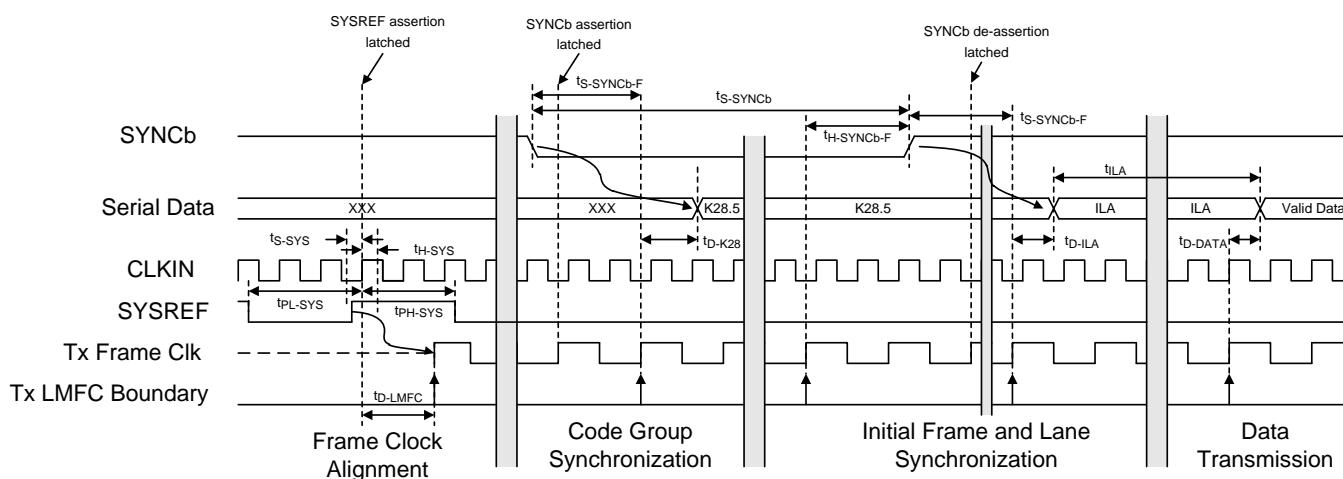 SYSREF assertion
latched
SYNCb assertion
latched
SYNCb de-assertion
latched
tS-SYNCb-F
tS-SYNCb
tH-SYNCb-F
tS-SYNCb-F
SYNCb
tILA
Serial Data
XXX
XXX
K28.5
K28.5
ILA
ILA
Valid Data
tS-SYS
tH-SYS
tD-K28
tD-ILA
tD-DATA
CLKIN
tPL-SYS
tPH-SYS
SYSREF
Tx Frame Clk
Tx LMFC Boundary
tD-LMFC
Frame Clock
Alignment
Code Group
Synchronization
Initial Frame and Lane
Synchronization
Data
Transmission